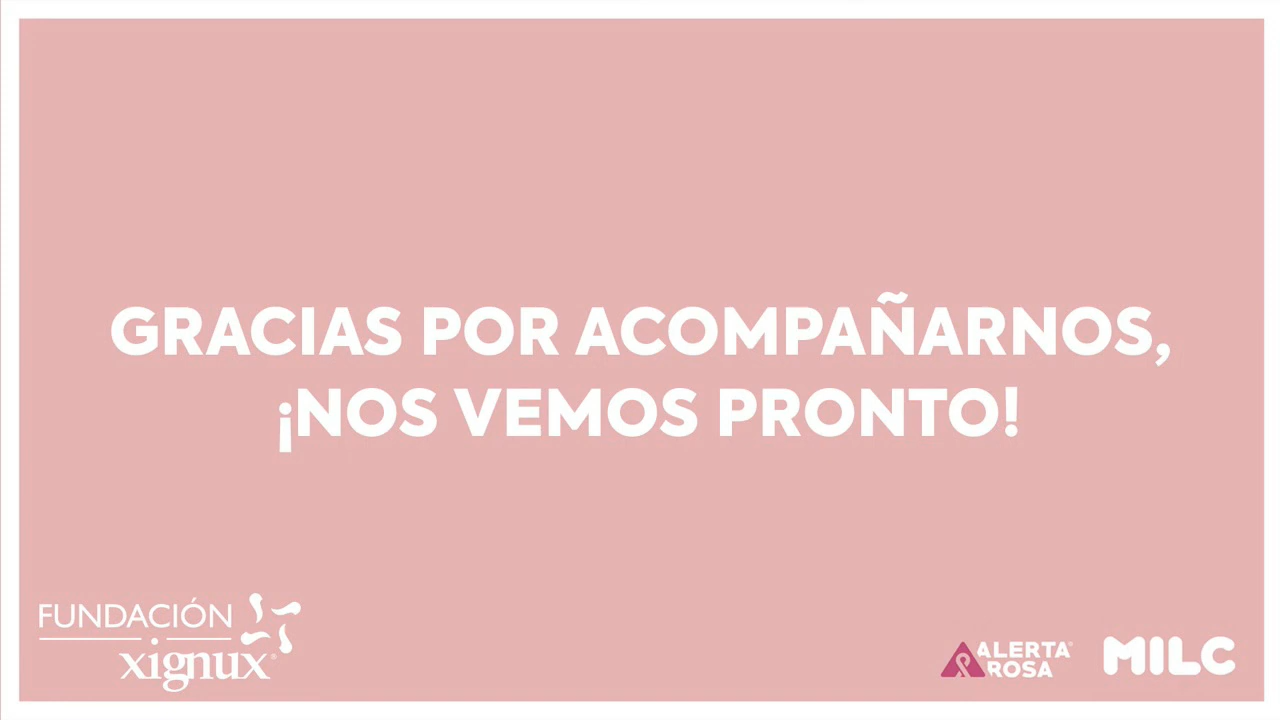 GRACIAS POR ACOMPAÑARNOS,
¡NOS VEMOS PRONTO!
FUNDACIÓN
xignux®
ALERTA®
ROSA
MILC